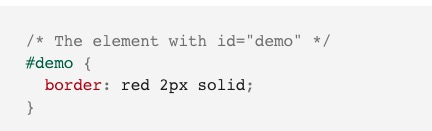 /* The element with id="demo" */
#demo {
  border: red 2px solid;
}